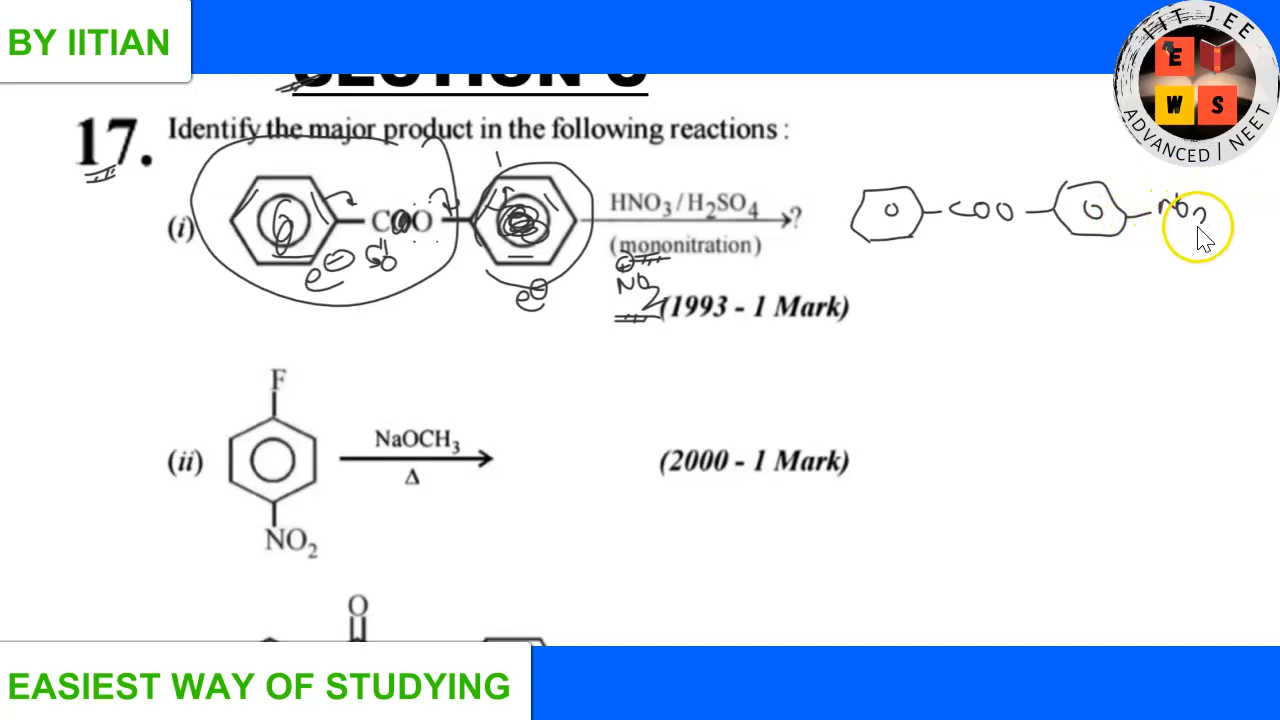 BY IITIAN
IIT JEE
E
W S
ADVANCED / NEET
17. Identify the major product in the following reactions :
(i) COO HNO3/H2SO4 ?
(mononitration)
COO NO2
e⊖ e⊖ NO2
(1993 - 1 Mark)
F
(ii) NaOCH3 (2000 - 1 Mark)
Δ
NO2
O
EASIEST WAY OF STUDYING